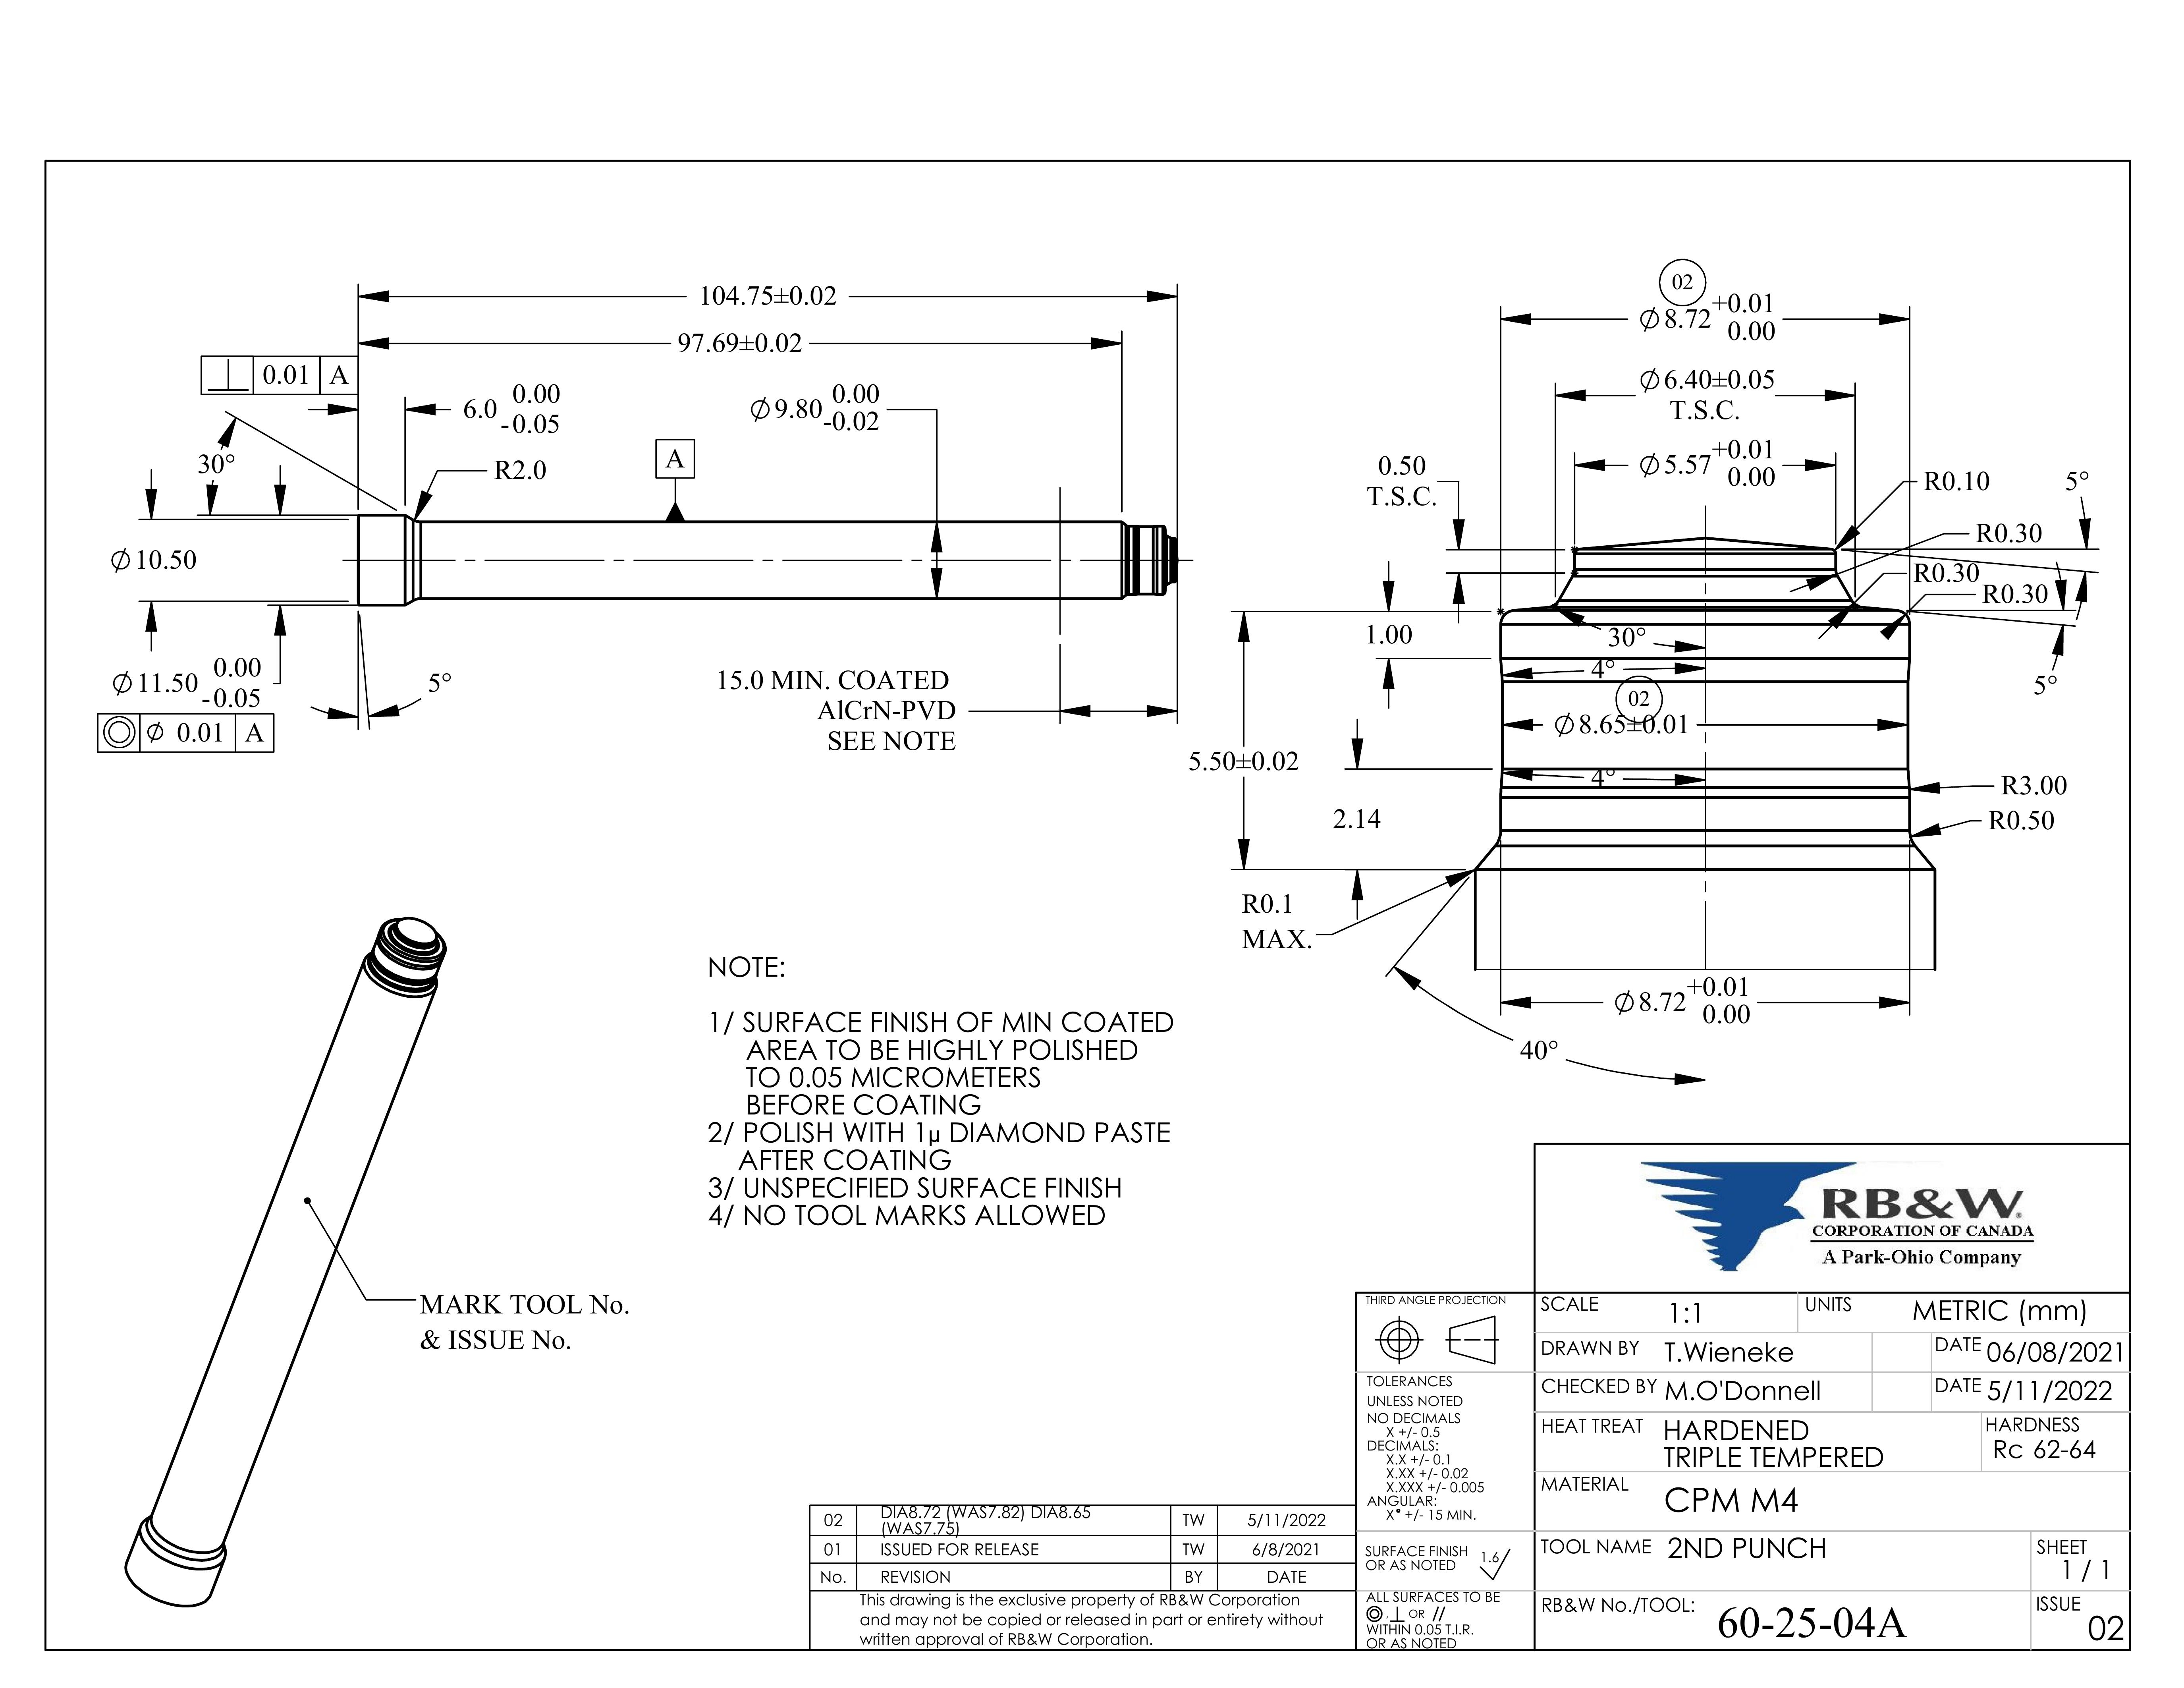 104.75±0.02
97.69±0.02
⊥ 0.01 A
6.0 0.00 -0.05
⌀9.80 0.00 -0.02
30°
R2.0
A
⌀10.50
⌀11.50 0.00 -0.05
◎ ⌀ 0.01 A
5°
15.0 MIN. COATED
AlCrN-PVD
SEE NOTE
02
⌀8.72 +0.01 0.00
⌀6.40±0.05
T.S.C.
⌀5.57 +0.01 0.00
0.50
T.S.C.
R0.10
5°
R0.30
R0.30
R0.30
1.00
30°
4°
5°
02
⌀8.65±0.01
5.50±0.02
4°
R3.00
2.14
R0.50
R0.1
MAX.
⌀8.72 +0.01 0.00
40°
NOTE:
1/ SURFACE FINISH OF MIN COATED
AREA TO BE HIGHLY POLISHED
TO 0.05 MICROMETERS
BEFORE COATING
2/ POLISH WITH 1µ DIAMOND PASTE
AFTER COATING
3/ UNSPECIFIED SURFACE FINISH
4/ NO TOOL MARKS ALLOWED
MARK TOOL No.
& ISSUE No.
RB&W®
CORPORATION OF CANADA
A Park-Ohio Company
THIRD ANGLE PROJECTION
SCALE 1:1 UNITS METRIC (mm)
DRAWN BY T.Wieneke DATE 06/08/2021
CHECKED BY M.O'Donnell DATE 5/11/2022
HEAT TREAT HARDENED
TRIPLE TEMPERED
HARDNESS
Rc 62-64
MATERIAL CPM M4
TOOL NAME 2ND PUNCH
SHEET
1 / 1
RB&W No./TOOL: 60-25-04A
ISSUE
02
TOLERANCES
UNLESS NOTED
NO DECIMALS
X +/- 0.5
DECIMALS:
X.X +/- 0.1
X.XX +/- 0.02
X.XXX +/- 0.005
ANGULAR:
X° +/- 15 MIN.
SURFACE FINISH
OR AS NOTED 1.6
ALL SURFACES TO BE
◎ , ⊥ OR //
WITHIN 0.05 T.I.R.
OR AS NOTED
02 DIA8.72 (WAS7.82) DIA8.65
(WAS7.75) TW 5/11/2022
01 ISSUED FOR RELEASE TW 6/8/2021
No. REVISION BY DATE
This drawing is the exclusive property of RB&W Corporation
and may not be copied or released in part or entirety without
written approval of RB&W Corporation.